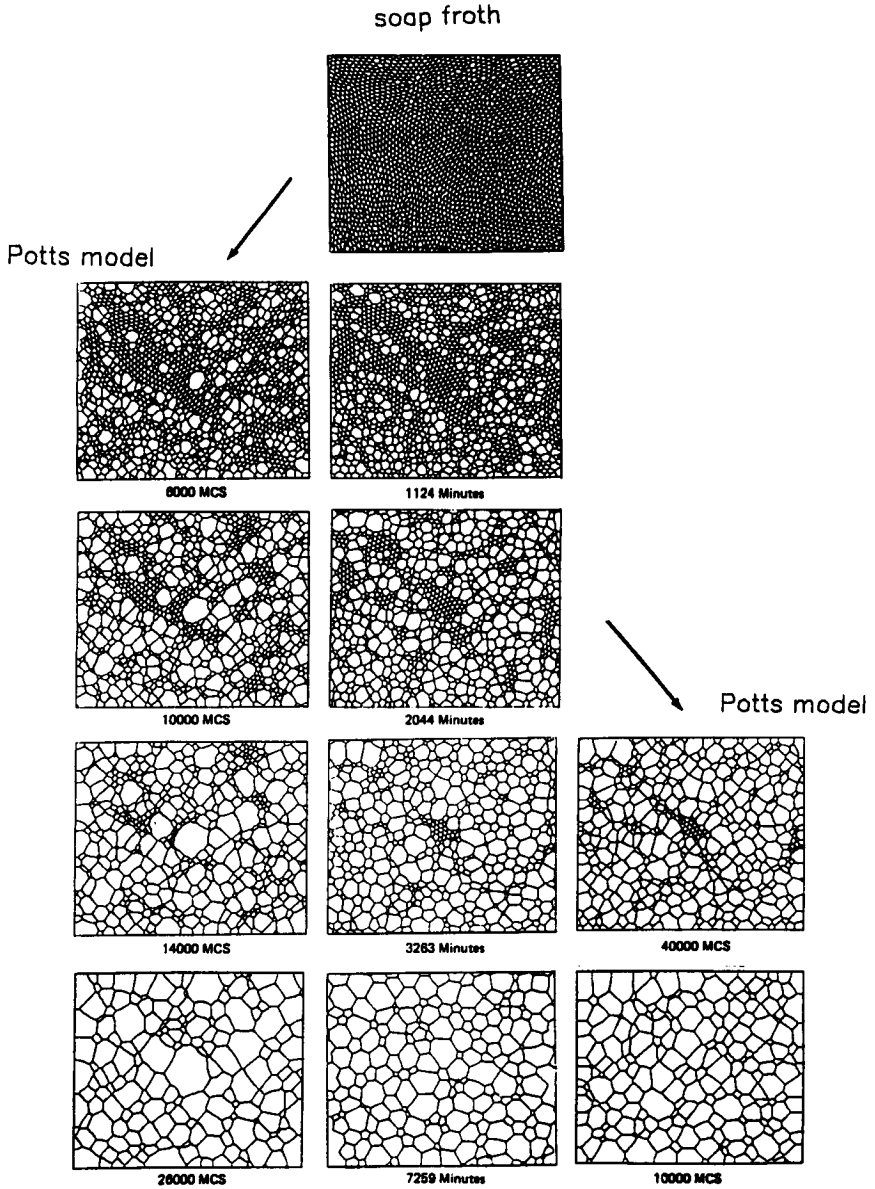 soap froth
Potts model
6000 MCS
1124 Minutes
10000 MCS
2044 Minutes
Potts model
14000 MCS
3263 Minutes
40000 MCS
26000 MCS
7259 Minutes
10000 MCS